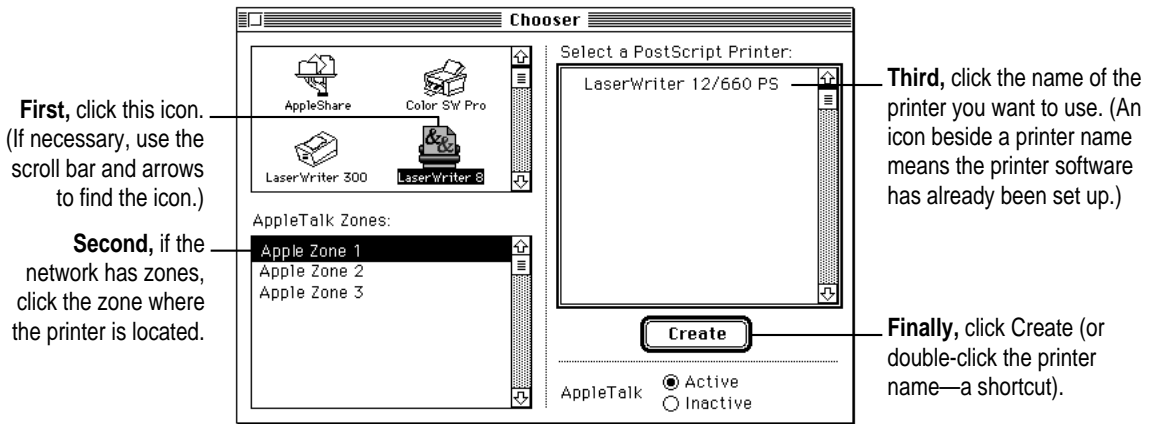 Chooser
First, click this icon.
(If necessary, use the
scroll bar and arrows
to find the icon.)
Second, if the
network has zones,
click the zone where
the printer is located.
AppleShare
Color SW Pro
LaserWriter 300
&&
LaserWriter 8
AppleTalk Zones:
Apple Zone 1
Apple Zone 2
Apple Zone 3
Select a PostScript Printer:
LaserWriter 12/660 PS
Create
AppleTalk
Active
Inactive
Third, click the name of the
printer you want to use. (An
icon beside a printer name
means the printer software
has already been set up.)
Finally, click Create (or
double-click the printer
name—a shortcut).